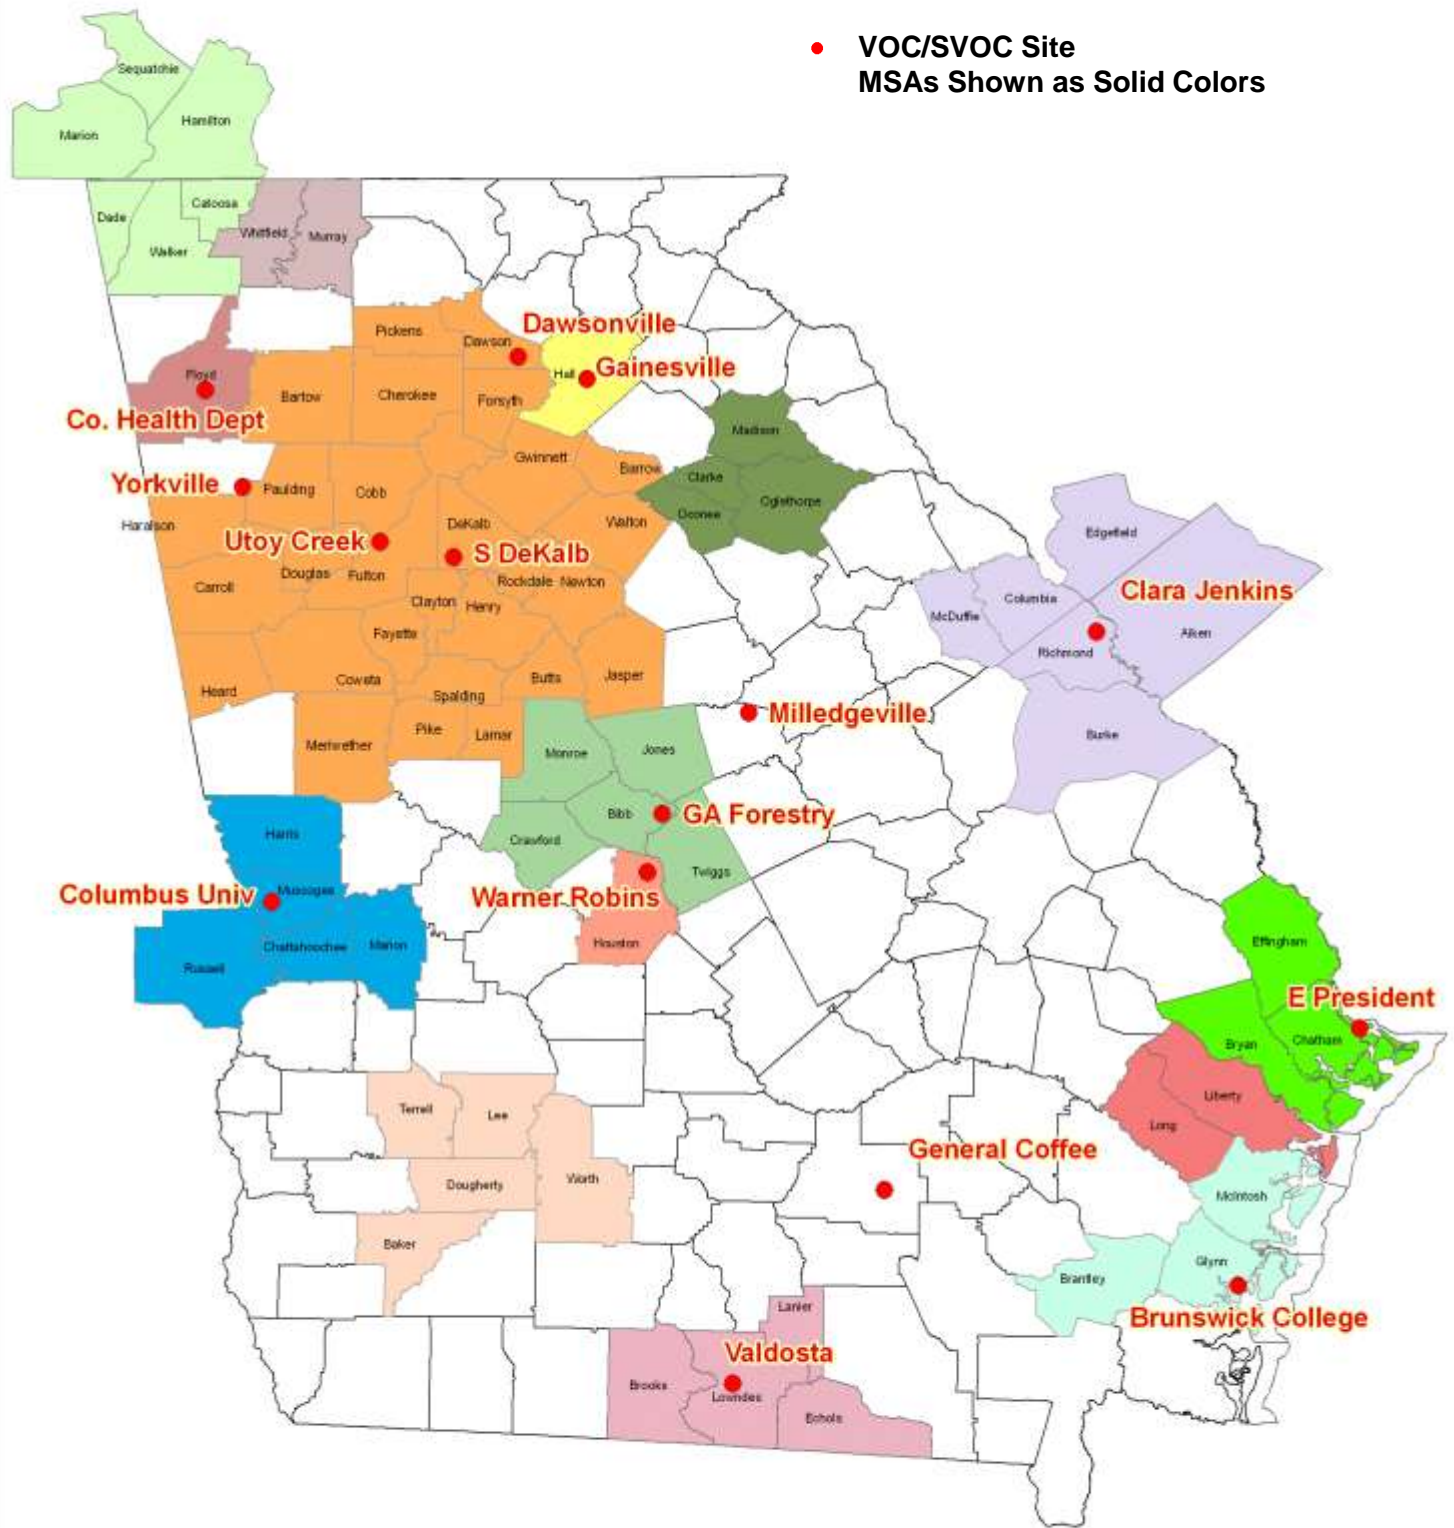 VOC/SVOC Site
MSAs Shown as Solid Colors
Sequatchie
Hamilton
Marion
Catoosa
Dade
Whitfield
Murray
Walker
Dawsonville
Pickens
Dawson
Gainesville
Hall
Floyd
Bartow
Cherokee
Forsyth
Co. Health Dept
Madison
Gwinnett
Barrow
Clarke
Yorkville
Paulding
Cobb
Oglethorpe
Oconee
Haralson
DeKalb
Walton
Edgefield
Utoy Creek
S DeKalb
Douglas
Fulton
Rockdale
Newton
Carroll
Clara Jenkins
Clayton
Henry
Columbia
McDuffie
Fayette
Aiken
Richmond
Coweta
Butts
Jasper
Heard
Spalding
Milledgeville
Pike
Lamar
Meriwether
Monroe
Jones
Burke
Bibb
GA Forestry
Harris
Crawford
Twiggs
Columbus Univ
Muscogee
Warner Robins
Chattahoochee
Marion
Houston
Effingham
Russell
E President
Bryan
Chatham
Liberty
Terrell
Lee
Long
General Coffee
Dougherty
Worth
McIntosh
Baker
Glynn
Brantley
Lanier
Brunswick College
Valdosta
Brooks
Lowndes
Echols